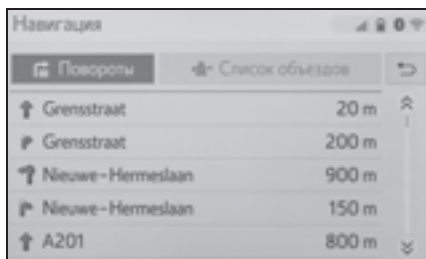 Навигация
Повороты Список объездов
Grensstraat 20 m
Grensstraat 200 m
Nieuwe-Hermeslaan 900 m
Nieuwe-Hermeslaan 150 m
A201 800 m